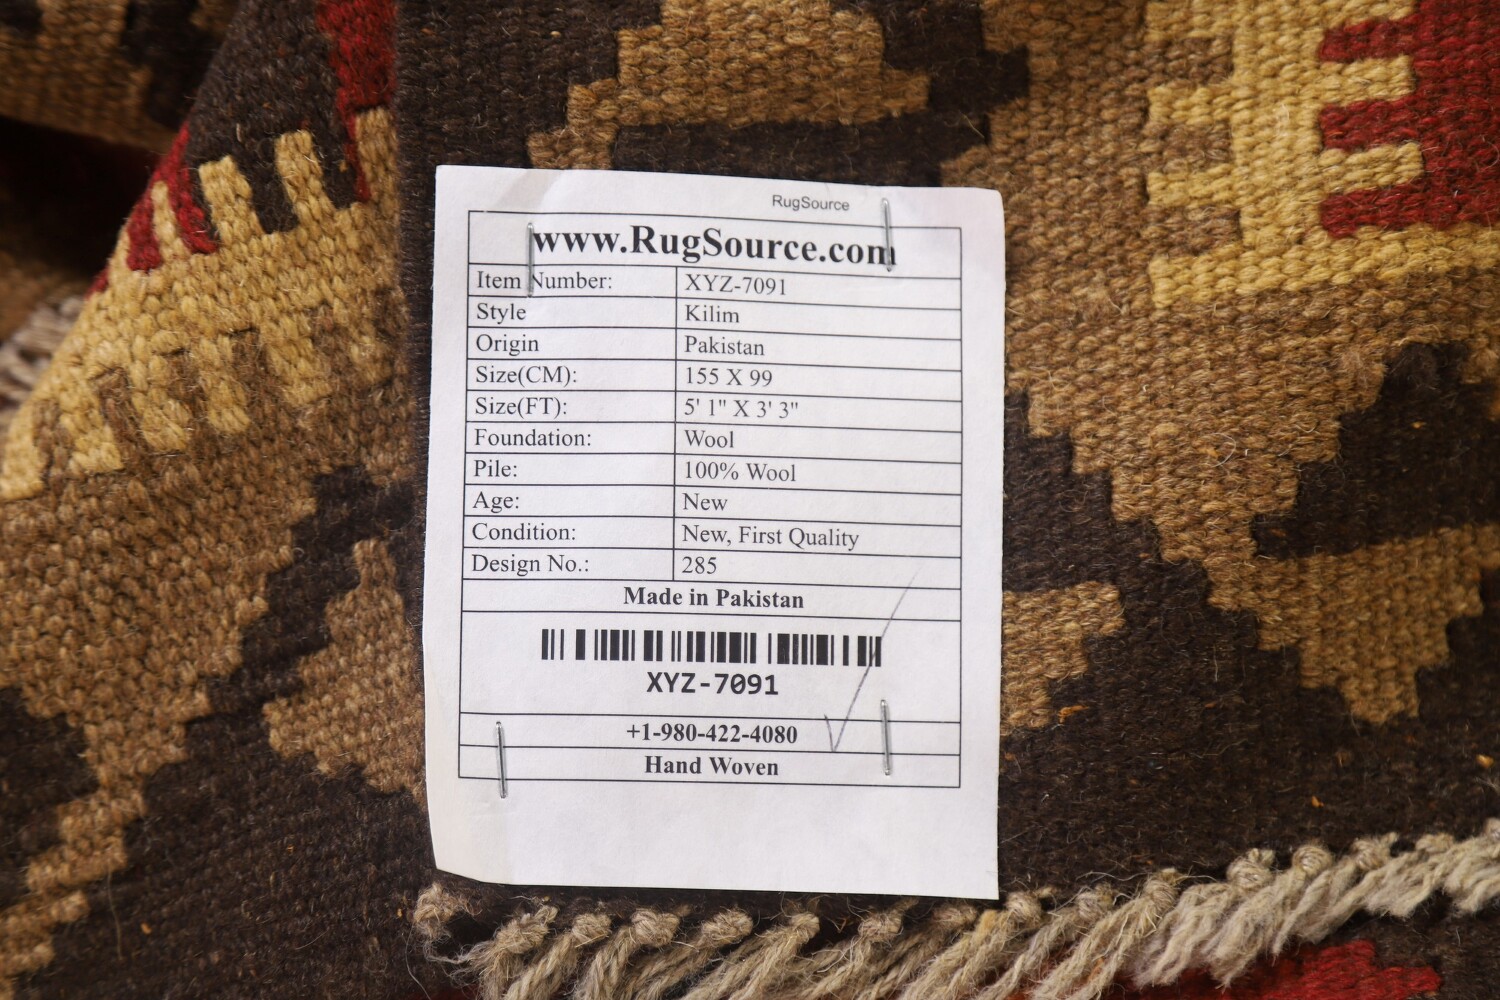 RugSource
www.RugSource.com
Item Number: XYZ-7091
Style Kilim
Origin Pakistan
Size(CM): 155 X 99
Size(FT): 5' 1" X 3' 3"
Foundation: Wool
Pile: 100% Wool
Age: New
Condition: New, First Quality
Design No.: 285
Made in Pakistan
XYZ-7091
+1-980-422-4080
Hand Woven